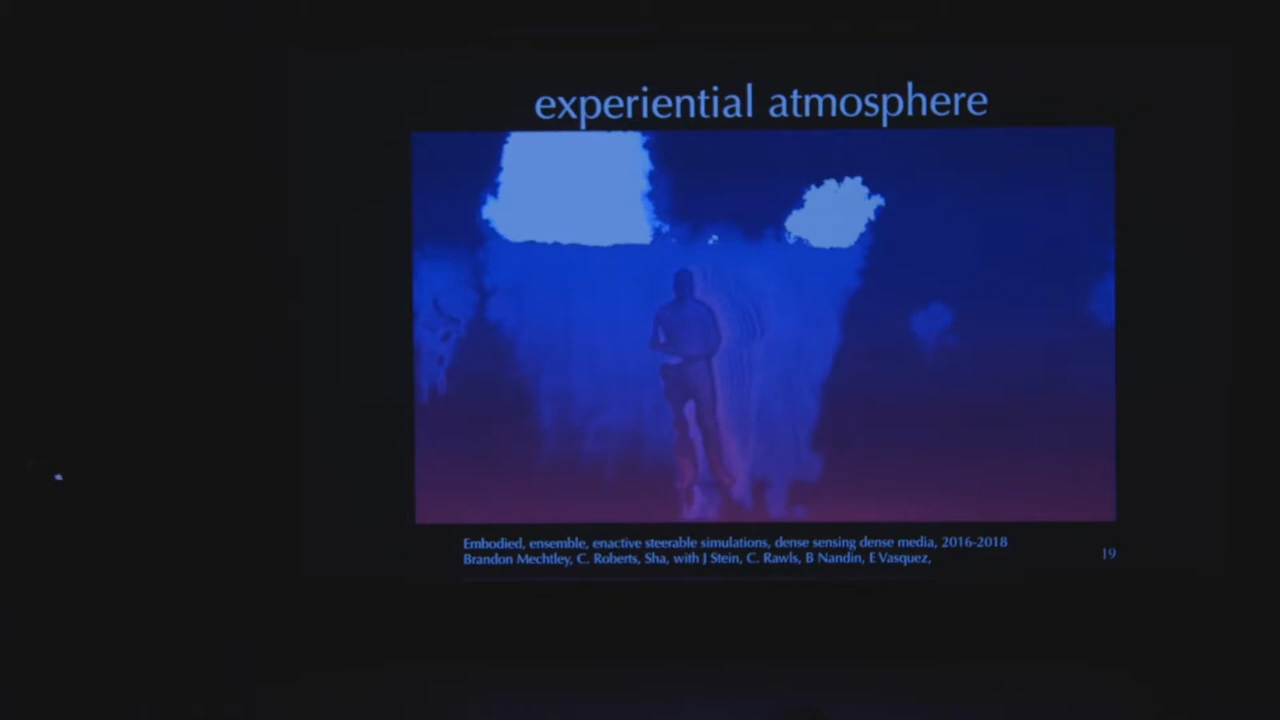 experiential atmosphere
Embodied, ensemble, enactive steerable simulations, dense sensing dense media, 2016-2018
Brandon Mechtley, C. Roberts, Sha, with J Stein, C. Rawls, B Nandin, E Vasquez,
19